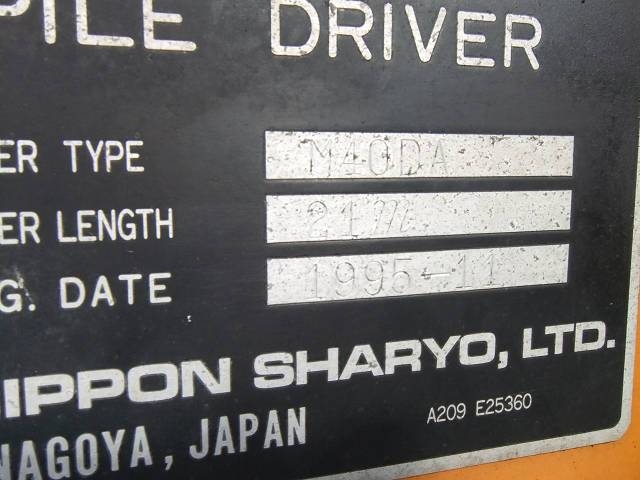 PILE DRIVER
ER TYPE M40DA
ER LENGTH 21m
G. DATE 1995-11
NIPPON SHARYO, LTD.
NAGOYA, JAPAN
A209 E25360